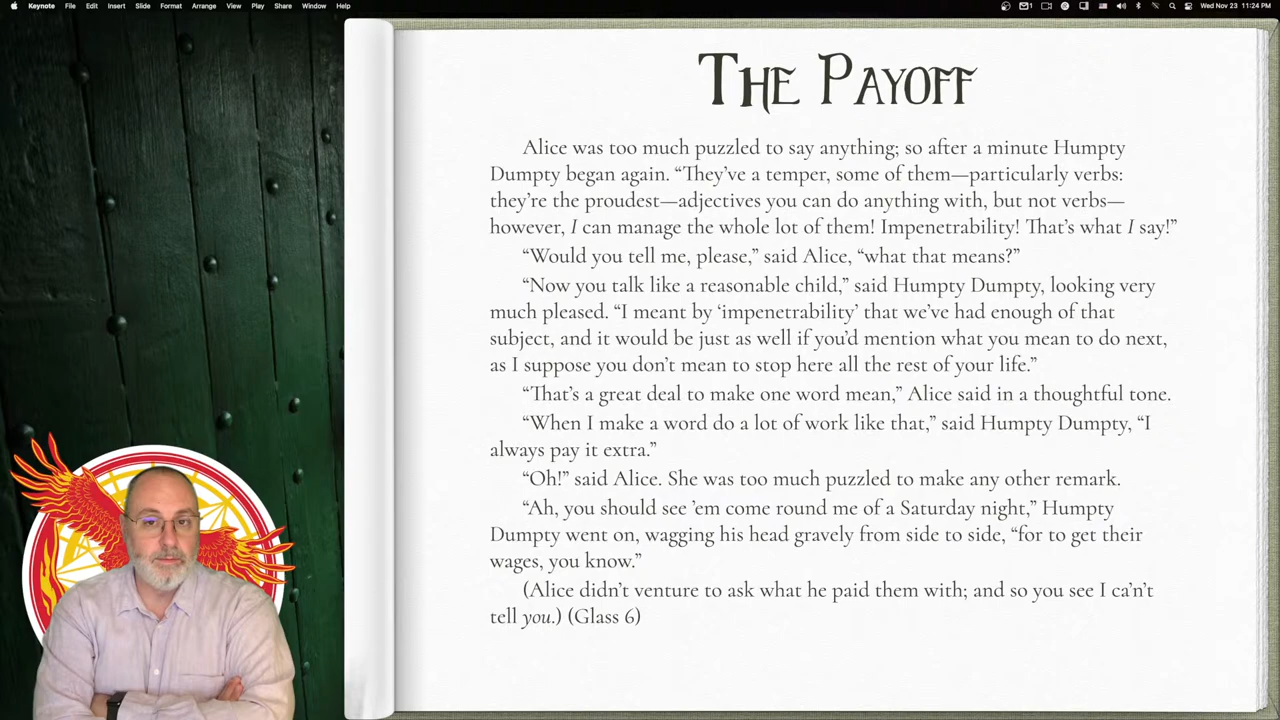 Keynote File Edit Insert Slide Format Arrange View Play Share Window Help 1 Wed Nov 23 11:24 PM
THE PAYOFF
Alice was too much puzzled to say anything; so after a minute Humpty
Dumpty began again. “They’ve a temper, some of them—particularly verbs:
they’re the proudest—adjectives you can do anything with, but not verbs—
however, I can manage the whole lot of them! Impenetrability! That’s what I say!”
“Would you tell me, please,” said Alice, “what that means?”
“Now you talk like a reasonable child,” said Humpty Dumpty, looking very
much pleased. “I meant by ‘impenetrability’ that we’ve had enough of that
subject, and it would be just as well if you’d mention what you mean to do next,
as I suppose you don’t mean to stop here all the rest of your life.”
“That’s a great deal to make one word mean,” Alice said in a thoughtful tone.
“When I make a word do a lot of work like that,” said Humpty Dumpty, “I
always pay it extra.”
“Oh!” said Alice. She was too much puzzled to make any other remark.
“Ah, you should see ’em come round me of a Saturday night,” Humpty
Dumpty went on, wagging his head gravely from side to side, “for to get their
wages, you know.”
(Alice didn’t venture to ask what he paid them with; and so you see I ca’n’t
tell you.) (Glass 6)